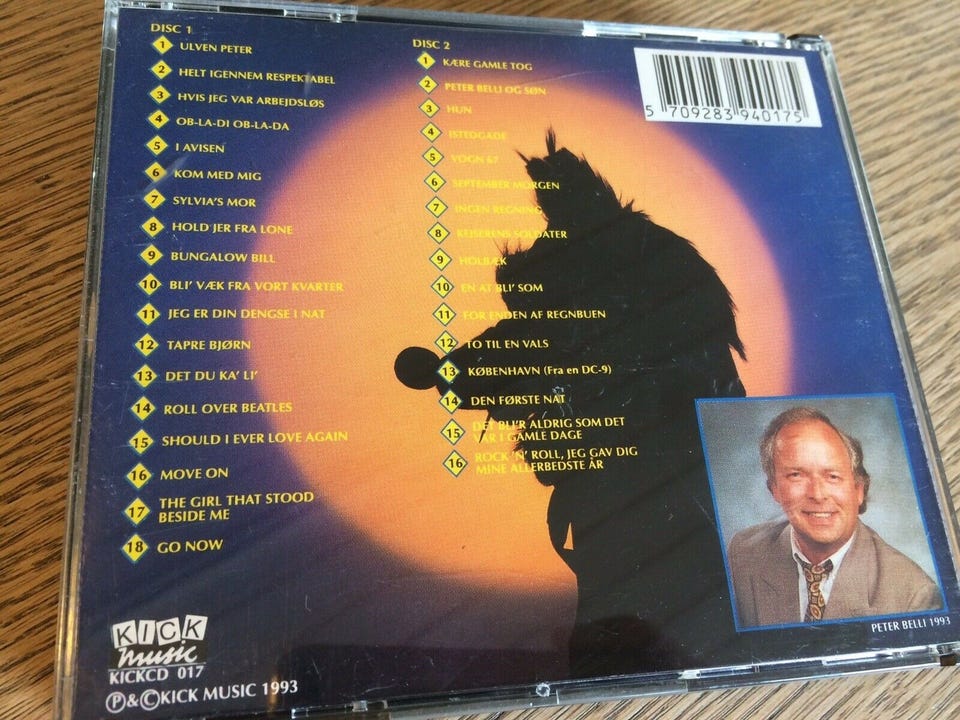 DISC 1
1 ULVEN PETER
2 HELT IGENNEM RESPEKTABEL
3 HVIS JEG VAR ARBEJDSLØS
4 OB-LA-DI OB-LA-DA
5 I AVISEN
6 KOM MED MIG
7 SYLVIA'S MOR
8 HOLD JER FRA LONE
9 BUNGALOW BILL
10 BLI' VÆK FRA VORT KVARTER
11 JEG ER DIN DENGSE I NAT
12 TAPRE BJØRN
13 DET DU KA' LI'
14 ROLL OVER BEATLES
15 SHOULD I EVER LOVE AGAIN
16 MOVE ON
17 THE GIRL THAT STOOD
BESIDE ME
18 GO NOW
DISC 2
1 KÆRE GAMLE TOG
2 PETER BELLI OG SØN
3 HUN
4 ISTEDGADE
5 VOGN 67
6 SEPTEMBER MORGEN
7 INGEN REGNING
8 KEJSERENS SOLDATER
9 HOLBÆK
10 EN AT BLI' SOM
11 FOR ENDEN AF REGNBUEN
12 TO TIL EN VALS
13 KØBENHAVN (Fra en DC-9)
14 DEN FØRSTE NAT
15 DET BLI'R ALDRIG SOM DET
VAR I GAMLE DAGE
16 ROCK 'N' ROLL, JEG GAV DIG
MINE ALLERBEDSTE ÅR
5 709283 940175
PETER BELLI 1993
KICK
music
KICKCD 017
Ⓟ&©KICK MUSIC 1993